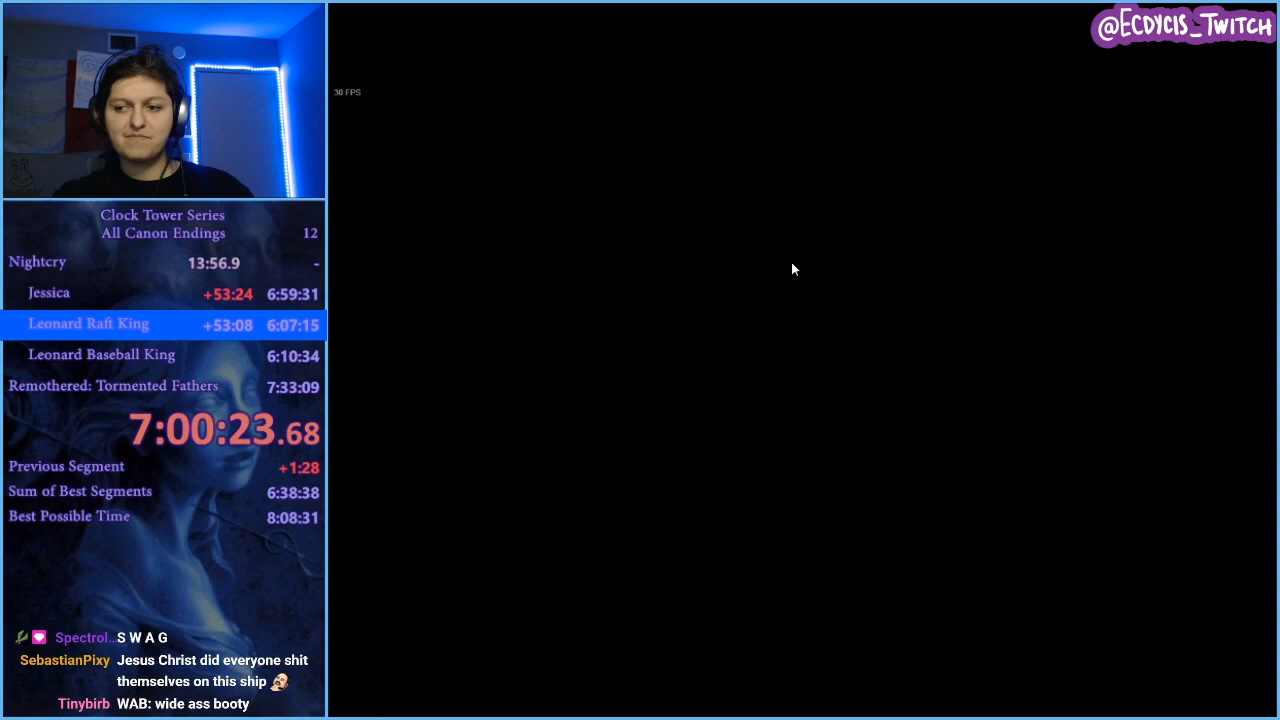 @ECDYCIS_TWITCH
30 FPS
Clock Tower Series
All Canon Endings 12
Nightcry 13:56.9 -
Jessica +53:24 6:59:31
Leonard Raft King +53:08 6:07:15
Leonard Baseball King 6:10:34
Remothered: Tormented Fathers 7:33:09
7:00:23.68
Previous Segment +1:28
Sum of Best Segments 6:38:38
Best Possible Time 8:08:31
Spectrol... S W A G
SebastianPixy Jesus Christ did everyone shit
themselves on this ship
Tinybirb WAB: wide ass booty